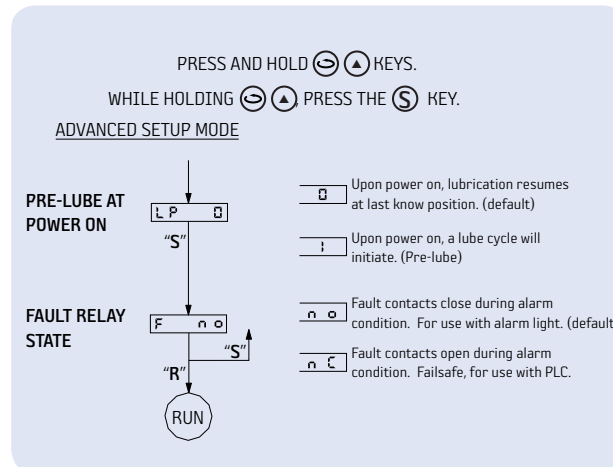 PRESS AND HOLD KEYS.
WHILE HOLDING , PRESS THE S KEY.
ADVANCED SETUP MODE
PRE-LUBE AT
POWER ON
LP 0
"S"
0
Upon power on, lubrication resumes
at last know position. (default)
1
Upon power on, a lube cycle will
initiate. (Pre-lube)
FAULT RELAY
STATE
F no
"S"
"R"
RUN
no
Fault contacts close during alarm
condition. For use with alarm light. (default
nC
Fault contacts open during alarm
condition. Failsafe, for use with PLC.